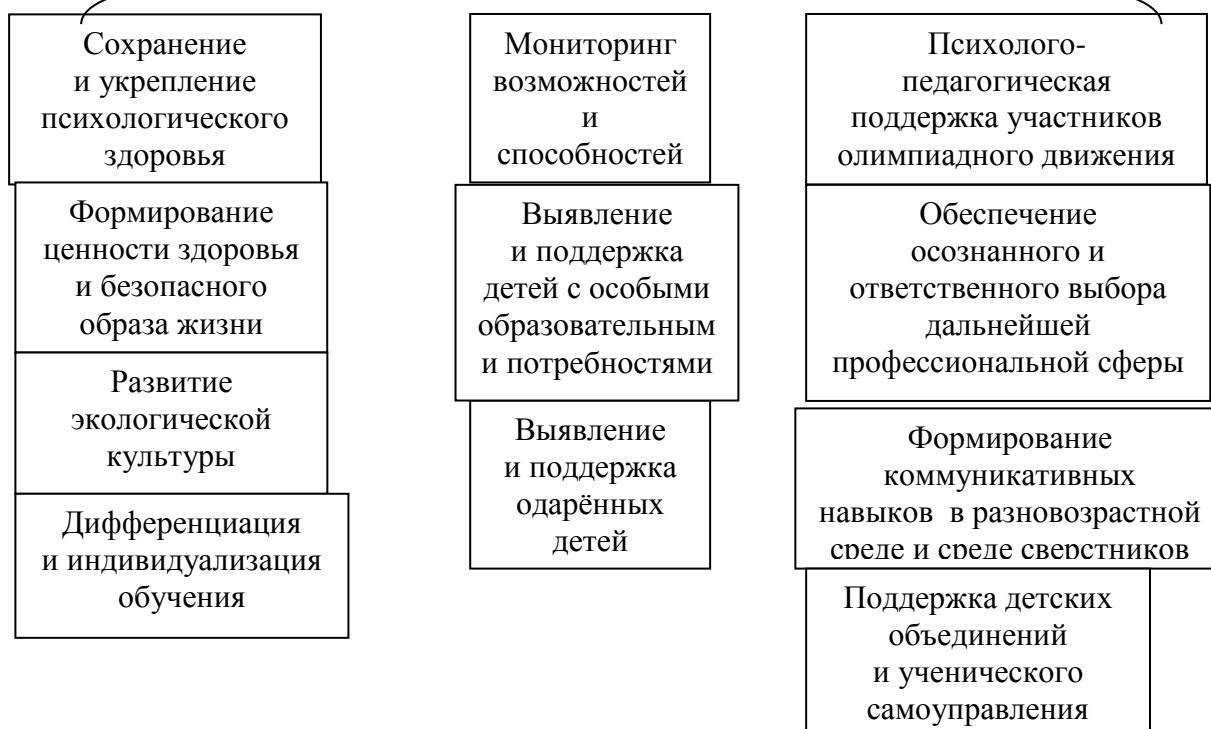 Сохранение
и укрепление
психологического
здоровья
Формирование
ценности здоровья
и безопасного
образа жизни
Развитие
экологической
культуры
Дифференциация
и индивидуализация
обучения
Мониторинг
возможностей
и
способностей
Выявление
и поддержка
детей с особыми
образовательным
и потребностями
Выявление
и поддержка
одарённых
детей
Психолого-
педагогическая
поддержка участников
олимпиадного движения
Обеспечение
осознанного и
ответственного выбора
дальнейшей
профессиональной сферы
Формирование
коммуникативных
навыков в разновозрастной
среде и среде сверстников
Поддержка детских
объединений
и ученического
самоуправления